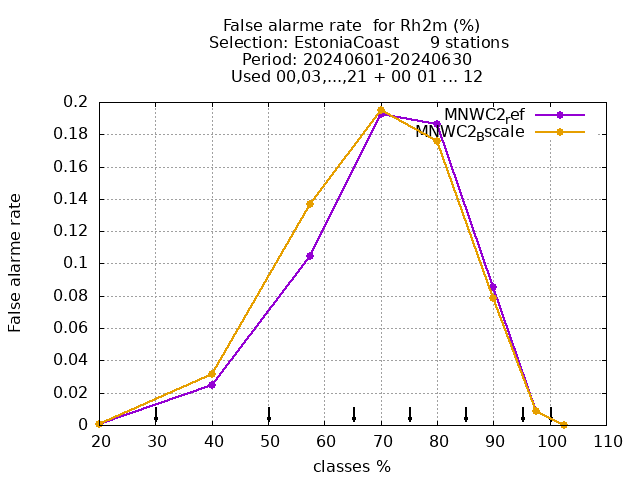 False alarme rate  for Rh2m (%)
Selection: EstoniaCoast      9 stations
Period: 20240601-20240630
Used 00,03,...,21 + 00 01 ... 12
MNWC2ref
MNWC2Bscale
0.2
0.18
0.16
0.14
0.12
0.1
0.08
0.06
0.04
0.02
0
False alarme rate
20 30 40 50 60 70 80 90 100 110
classes %